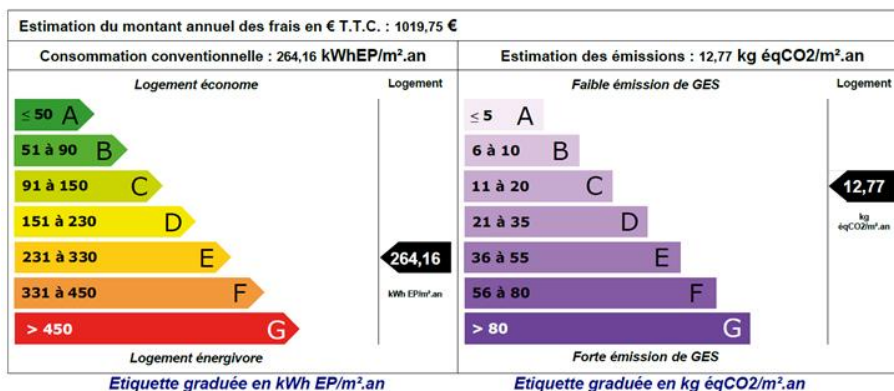 Estimation du montant annuel des frais en € T.T.C. : 1019,75 €
Consommation conventionnelle : 264,16 kWhEP/m².an
Logement économe
Logement
≤ 50 A
51 à 90 B
91 à 150 C
151 à 230 D
231 à 330 E
331 à 450 F
> 450 G
264,16
kWh EP/m².an
Logement énergivore
Etiquette graduée en kWh EP/m².an
Estimation des émissions : 12,77 kg éqCO2/m².an
Faible émission de GES
Logement
≤ 5 A
6 à 10 B
11 à 20 C
21 à 35 D
36 à 55 E
56 à 80 F
> 80 G
12,77
kg
éqCO2/m².an
Forte émission de GES
Etiquette graduée en kg éqCO2/m².an